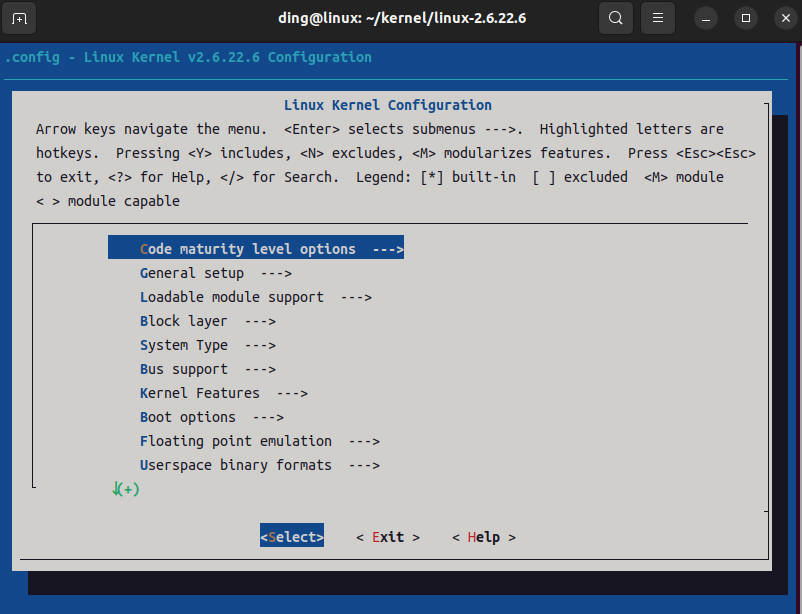 ding@linux: ~/kernel/linux-2.6.22.6
.config - Linux Kernel v2.6.22.6 Configuration
Linux Kernel Configuration
Arrow keys navigate the menu.  <Enter> selects submenus --->.  Highlighted letters are
hotkeys.  Pressing <Y> includes, <N> excludes, <M> modularizes features.  Press <Esc><Esc>
to exit, <?> for Help, </> for Search.  Legend: [*] built-in  [ ] excluded  <M> module
< > module capable
Code maturity level options  --->
General setup  --->
Loadable module support  --->
Block layer  --->
System Type  --->
Bus support  --->
Kernel Features  --->
Boot options  --->
Floating point emulation  --->
Userspace binary formats  --->
↓(+)
<Select>    < Exit >    < Help >